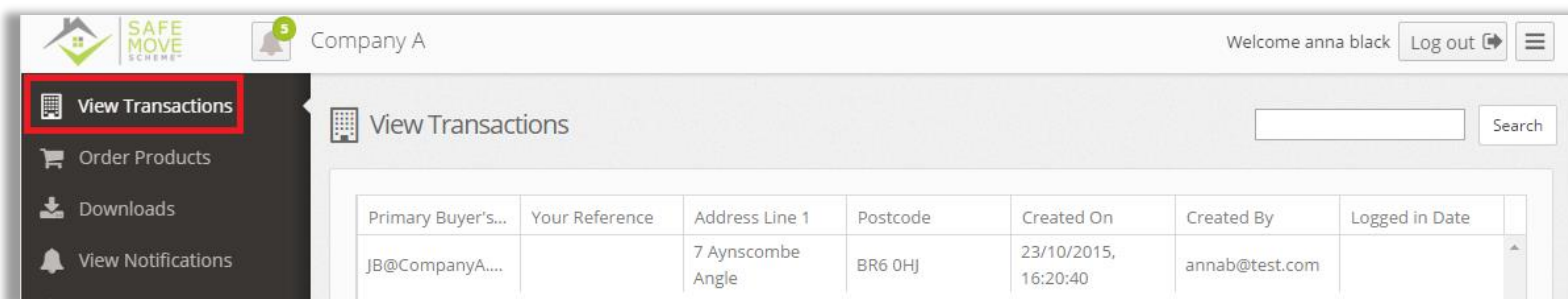 SAFE
MOVE
SCHEME
5
Company A
Welcome anna black
Log out
View Transactions
Order Products
Downloads
View Notifications
View Transactions
Search
Primary Buyer's... Your Reference Address Line 1 Postcode Created On Created By Logged in Date
JB@CompanyA.... 7 Aynscombe Angle BR6 0HJ 23/10/2015, 16:20:40 annab@test.com